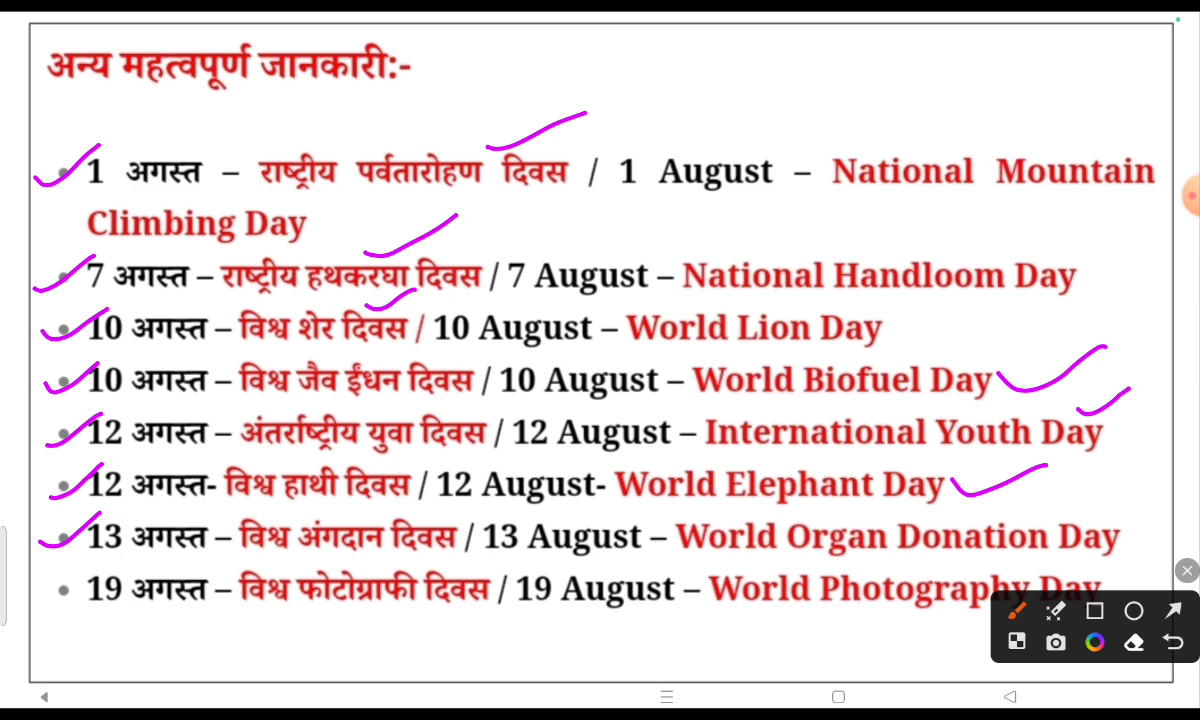 अन्य महत्वपूर्ण जानकारी:-
• 1 अगस्त – राष्ट्रीय पर्वतारोहण दिवस / 1 August – National Mountain
Climbing Day
• 7 अगस्त – राष्ट्रीय हथकरघा दिवस / 7 August – National Handloom Day
• 10 अगस्त – विश्व शेर दिवस / 10 August – World Lion Day
• 10 अगस्त – विश्व जैव ईंधन दिवस / 10 August – World Biofuel Day
• 12 अगस्त – अंतर्राष्ट्रीय युवा दिवस / 12 August – International Youth Day
• 12 अगस्त- विश्व हाथी दिवस / 12 August- World Elephant Day
• 13 अगस्त – विश्व अंगदान दिवस / 13 August – World Organ Donation Day
• 19 अगस्त – विश्व फोटोग्राफी दिवस / 19 August – World Photography Day